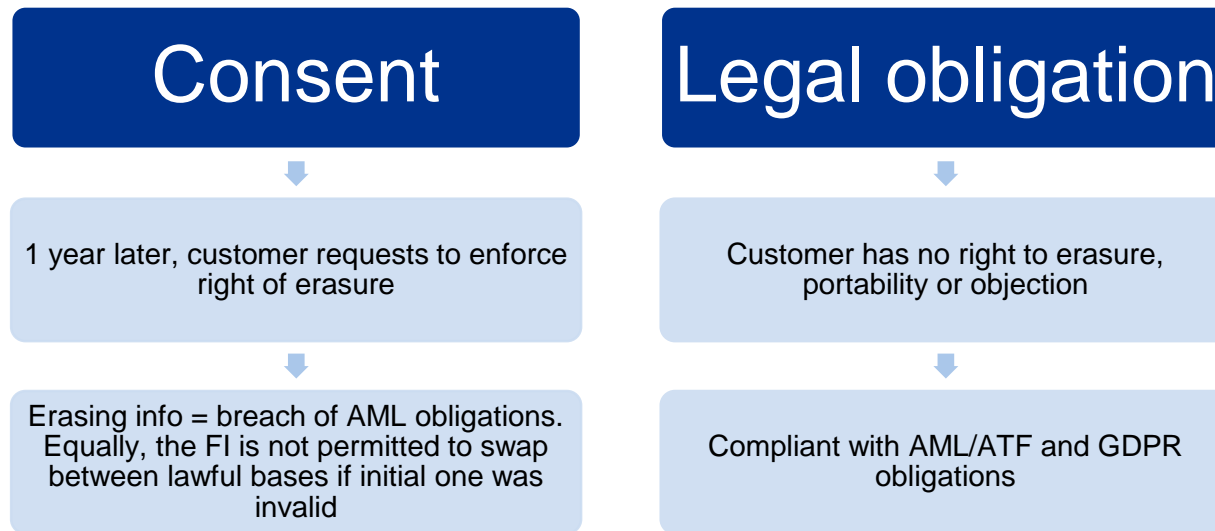 Consent
1 year later, customer requests to enforce
right of erasure
Erasing info = breach of AML obligations.
Equally, the FI is not permitted to swap
between lawful bases if initial one was
invalid
Legal obligation
Customer has no right to erasure,
portability or objection
Compliant with AML/ATF and GDPR
obligations